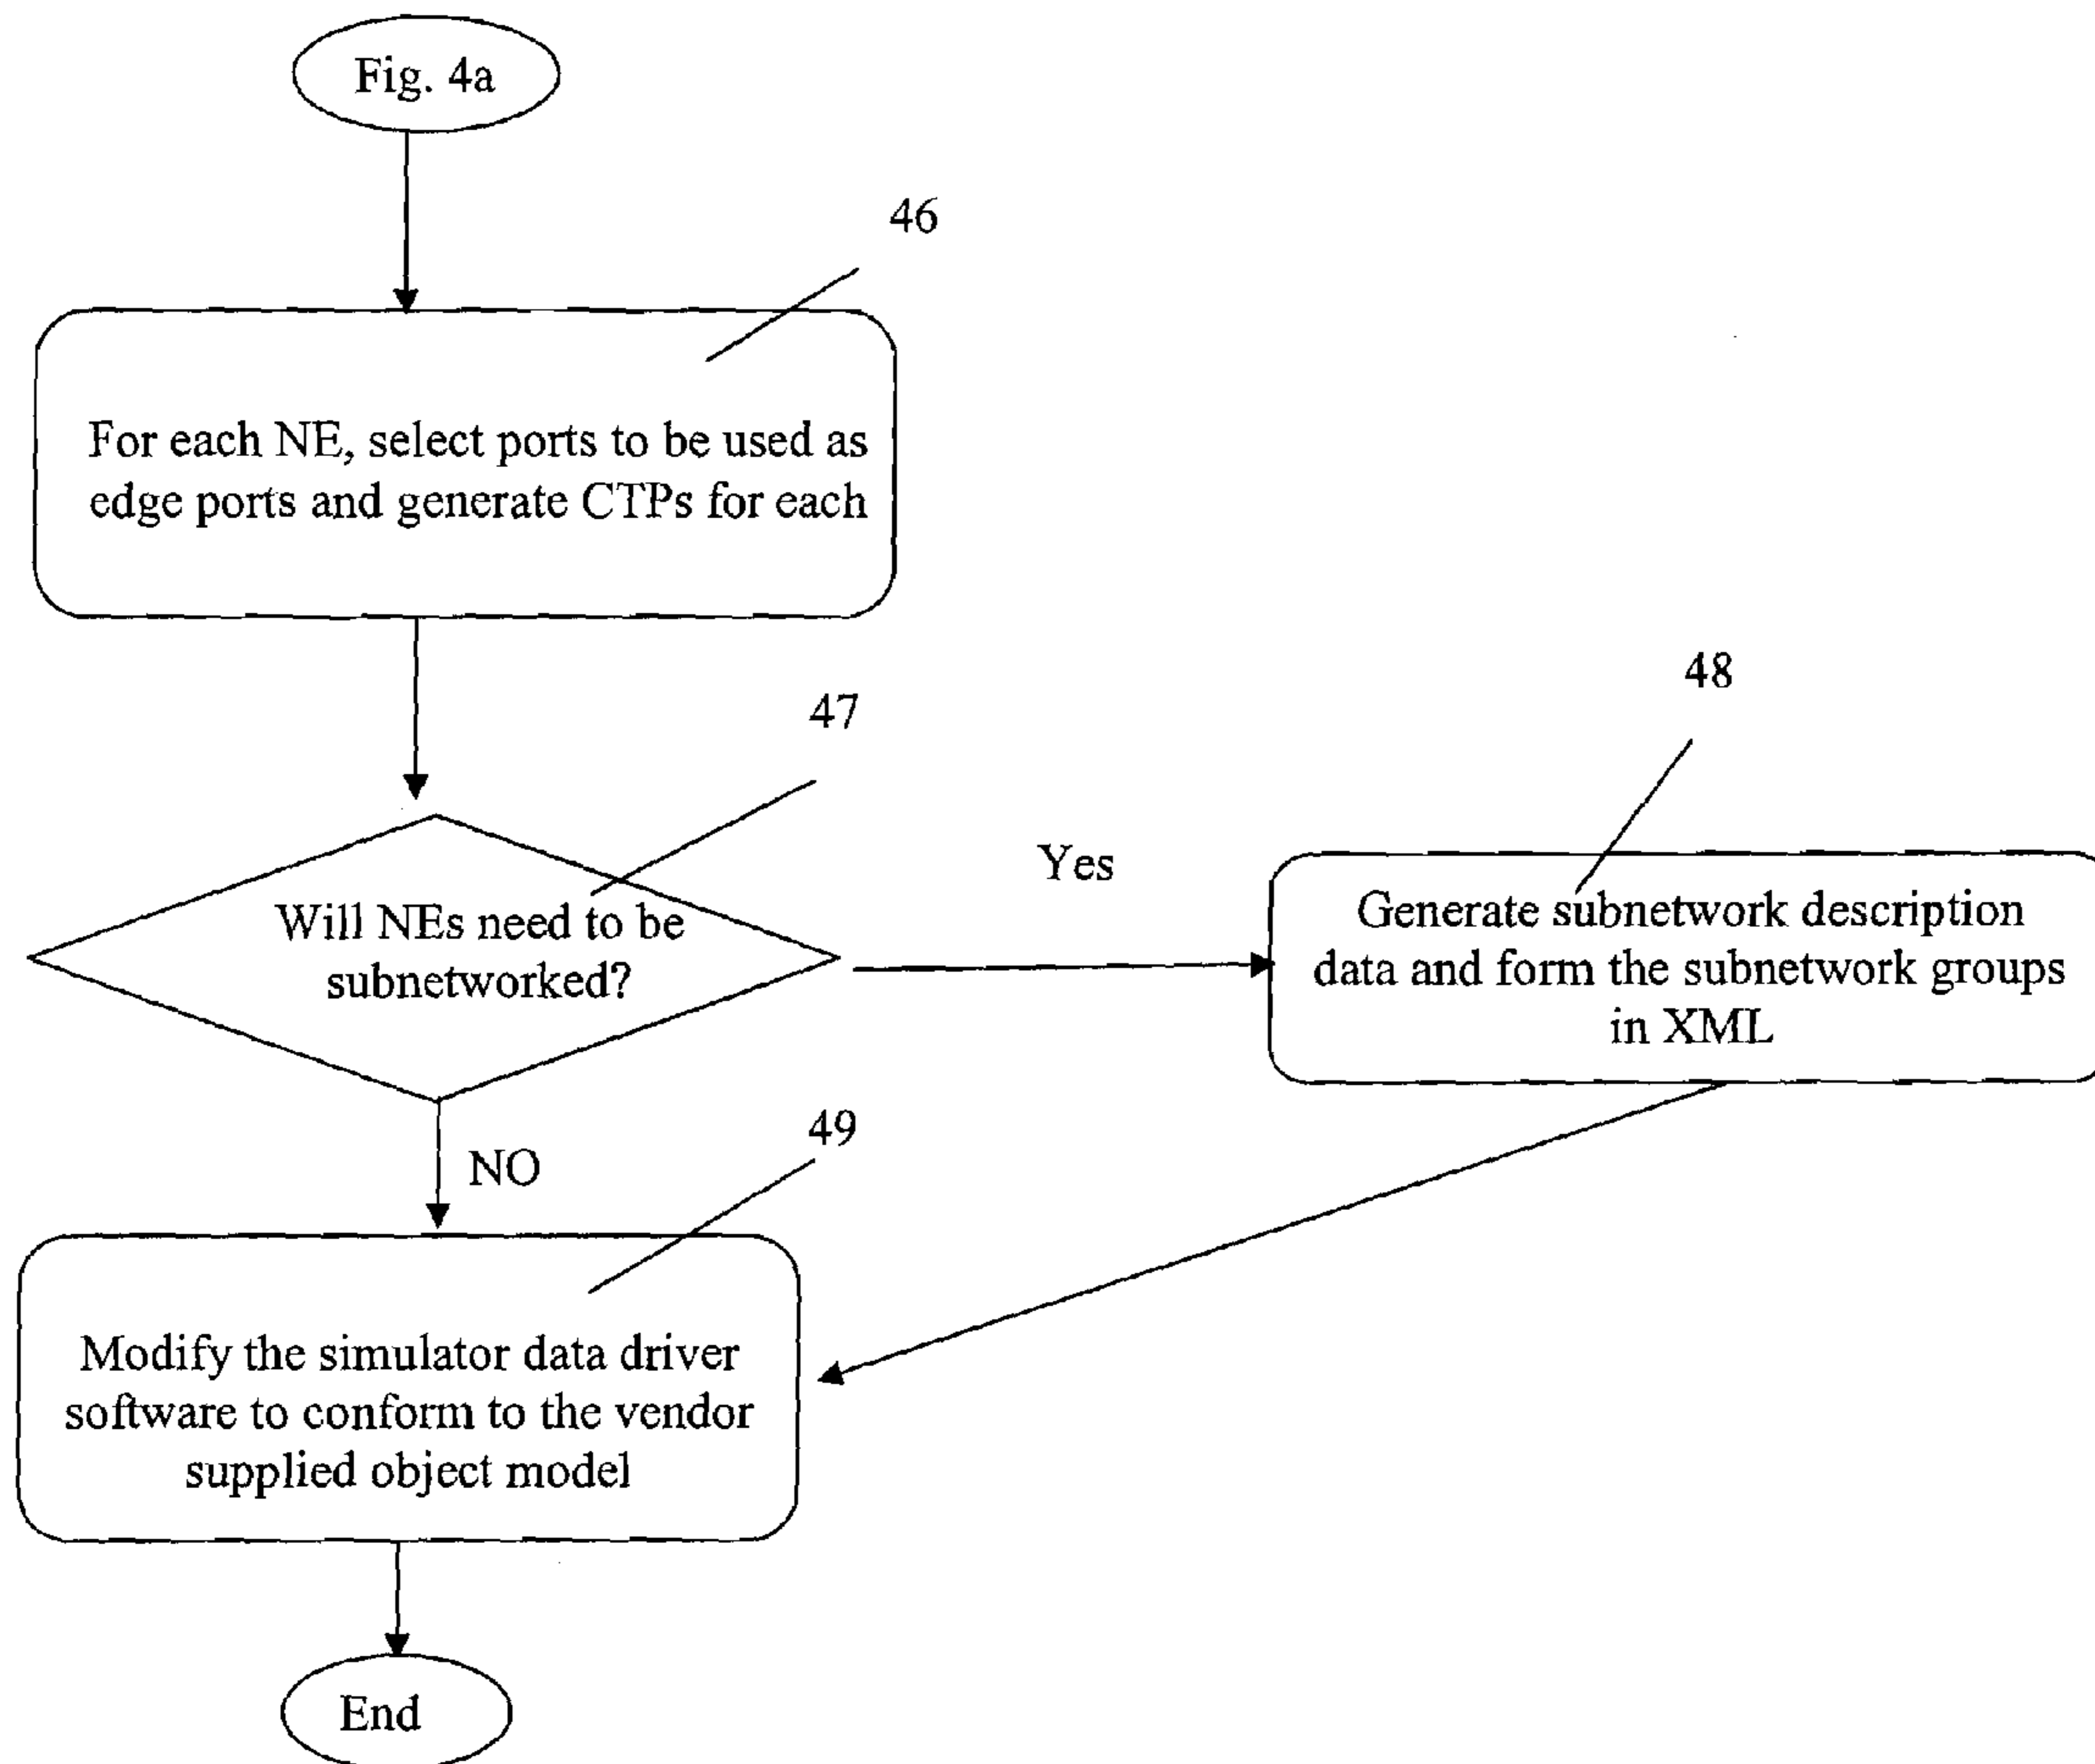 Fig. 4a
46
For each NE, select ports to be used as
edge ports and generate CTPs for each
47
Will NEs need to be
subnetworked?
Yes
48
Generate subnetwork description
data and form the subnetwork groups
in XML
NO
49
Modify the simulator data driver
software to conform to the vendor
supplied object model
End